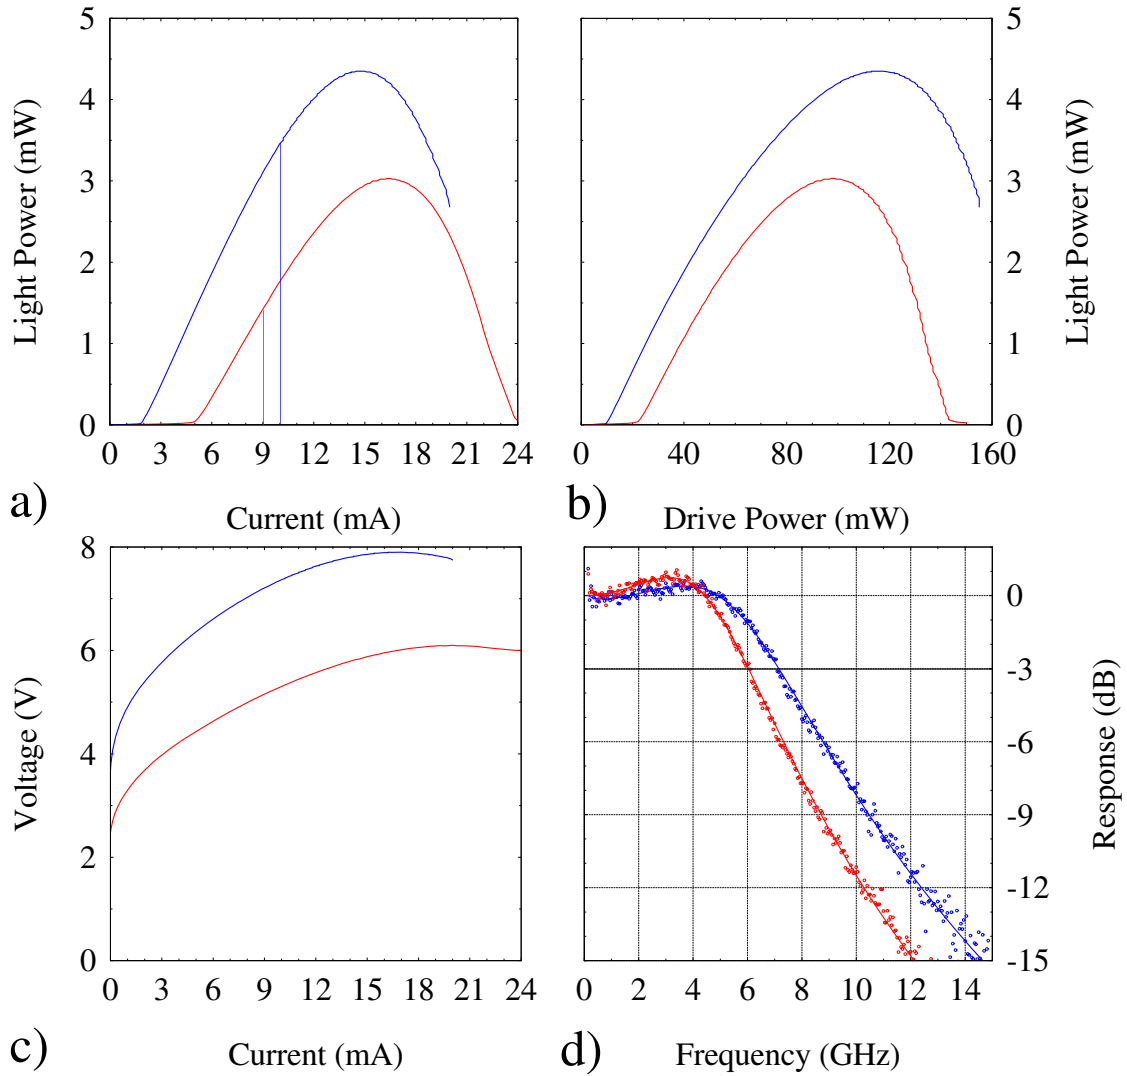 5
4
3
2
1
0
0 3 6 9 12 15 18 21 24
Light Power (mW)
Current (mA)
a)
5
4
3
2
1
0
0 40 80 120 160
Light Power (mW)
Drive Power (mW)
b)
8
6
4
2
0
0 3 6 9 12 15 18 21 24
Voltage (V)
Current (mA)
c)
0
-3
-6
-9
-12
-15
0 2 4 6 8 10 12 14
Response (dB)
Frequency (GHz)
d)